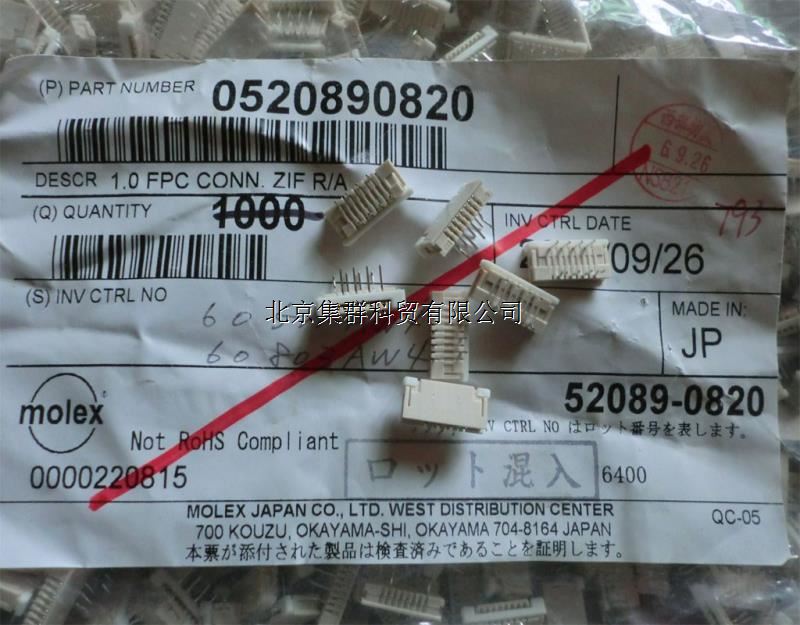 (P) PART NUMBER 0520890820
DESCR 1.0 FPC CONN. ZIF R/A
(Q) QUANTITY 1000
INV CTRL DATE
09/26
6.9.26
T93
(S) INV CTRL NO
北京集群科贸有限公司
MADE IN:
JP
molex
52089-0820
Not RoHS Compliant
INV CTRL NO はロット番号を表します。
0000220815
ロット混入
6400
MOLEX JAPAN CO., LTD. WEST DISTRIBUTION CENTER
QC-05
700 KOUZU, OKAYAMA-SHI, OKAYAMA 704-8164 JAPAN
本票が添付された製品は検査済みであることを証明します。